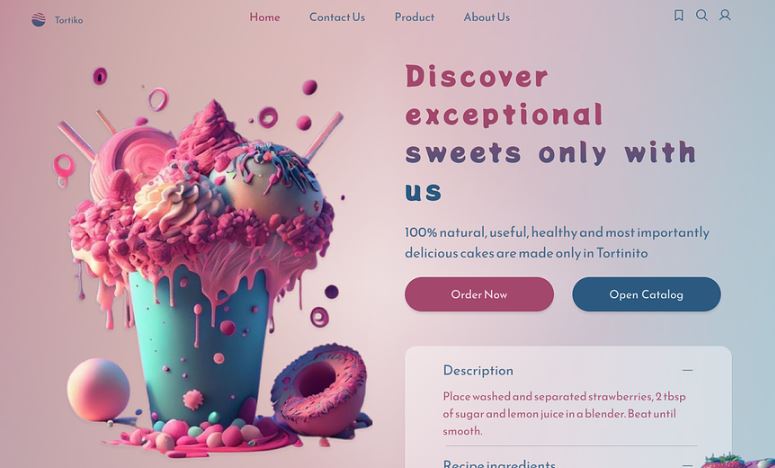 Tortiko
Home Contact Us Product About Us
Discover
exceptional
sweets only with
us
100% natural, useful, healthy and most importantly
delicious cakes are made only in Tortinito
Order Now Open Catalog
Description
Place washed and separated strawberries, 2 tbsp
of sugar and lemon juice in a blender. Beat until
smooth.
Recipe ingredients